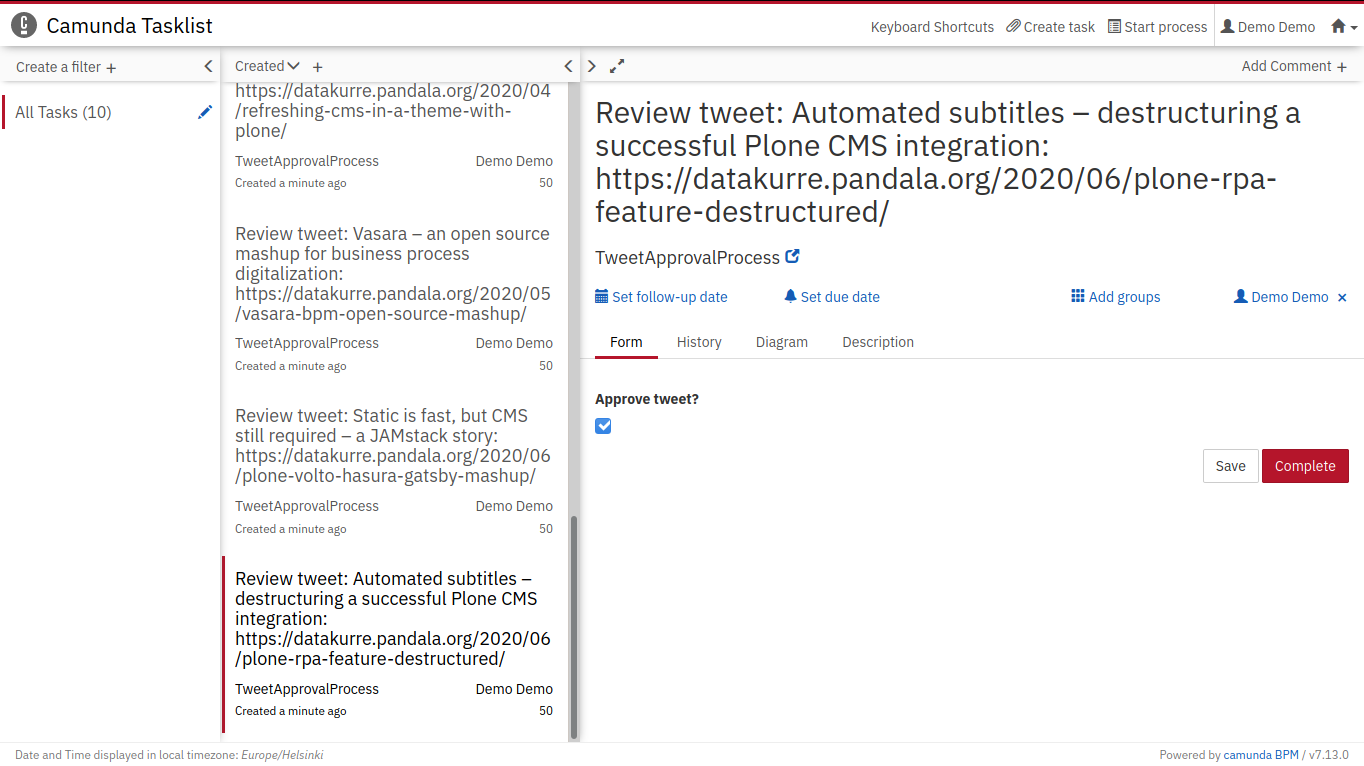 Camunda Tasklist
Keyboard Shortcuts Create task Start process Demo Demo
Create a filter +
All Tasks (10)
Created +
https://datakurre.pandala.org/2020/04
/refreshing-cms-in-a-theme-with-
plone/
TweetApprovalProcess Demo Demo
Created a minute ago 50
Review tweet: Vasara – an open source
mashup for business process
digitalization:
https://datakurre.pandala.org/2020/05
/vasara-bpm-open-source-mashup/
TweetApprovalProcess Demo Demo
Created a minute ago 50
Review tweet: Static is fast, but CMS
still required – a JAMstack story:
https://datakurre.pandala.org/2020/06
/plone-volto-hasura-gatsby-mashup/
TweetApprovalProcess Demo Demo
Created a minute ago 50
Review tweet: Automated subtitles –
destructuring a successful Plone CMS
integration:
https://datakurre.pandala.org/2020/06
/plone-rpa-feature-destructured/
TweetApprovalProcess Demo Demo
Created a minute ago 50
Add Comment +
Review tweet: Automated subtitles – destructuring a
successful Plone CMS integration:
https://datakurre.pandala.org/2020/06/plone-rpa-
feature-destructured/
TweetApprovalProcess
Set follow-up date Set due date Add groups Demo Demo ×
Form History Diagram Description
Approve tweet?
Save Complete
Date and Time displayed in local timezone: Europe/Helsinki
Powered by camunda BPM / v7.13.0